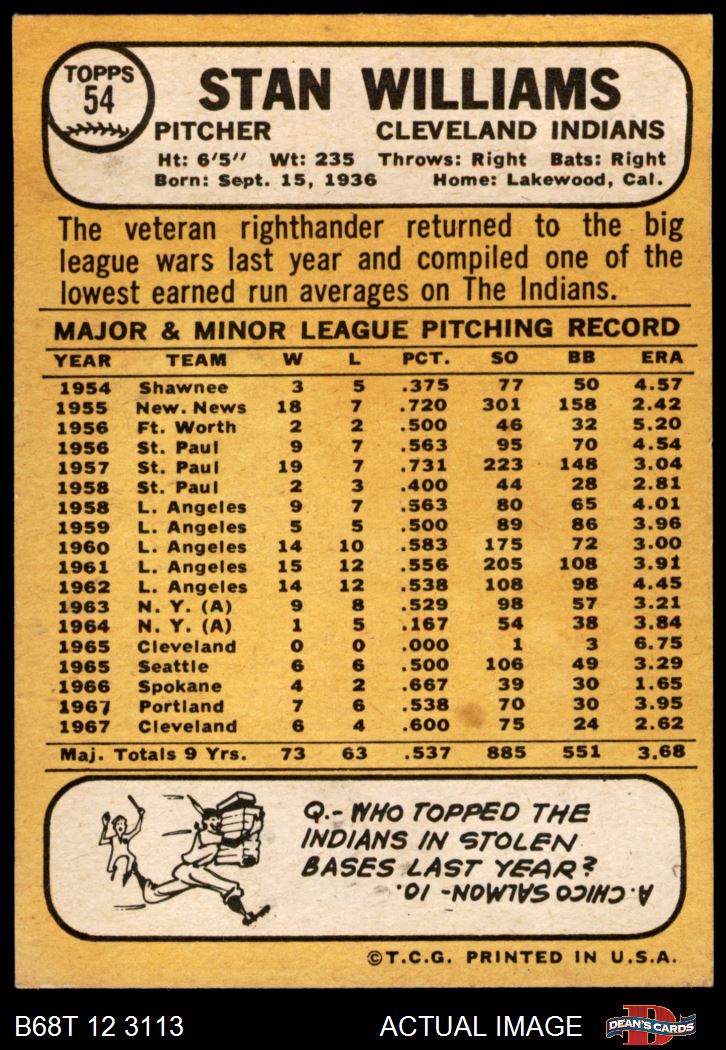 TOPPS
54
STAN WILLIAMS
PITCHER CLEVELAND INDIANS
Ht: 6'5" Wt: 235 Throws: Right Bats: Right
Born: Sept. 15, 1936 Home: Lakewood, Cal.
The veteran righthander returned to the big
league wars last year and compiled one of the
lowest earned run averages on The Indians.
MAJOR & MINOR LEAGUE PITCHING RECORD
YEAR TEAM W L PCT. SO BB ERA
1954 Shawnee 3 5 .375 77 50 4.57
1955 New. News 18 7 .720 301 158 2.42
1956 Ft. Worth 2 2 .500 46 32 5.20
1956 St. Paul 9 7 .563 95 70 4.54
1957 St. Paul 19 7 .731 223 148 3.04
1958 St. Paul 2 3 .400 44 28 2.81
1958 L. Angeles 9 7 .563 80 65 4.01
1959 L. Angeles 5 5 .500 89 86 3.96
1960 L. Angeles 14 10 .583 175 72 3.00
1961 L. Angeles 15 12 .556 205 108 3.91
1962 L. Angeles 14 12 .538 108 98 4.45
1963 N. Y. (A) 9 8 .529 98 57 3.21
1964 N. Y. (A) 1 5 .167 54 38 3.84
1965 Cleveland 0 0 .000 1 3 6.75
1965 Seattle 6 6 .500 106 49 3.29
1966 Spokane 4 2 .667 39 30 1.65
1967 Portland 7 6 .538 70 30 3.95
1967 Cleveland 6 4 .600 75 24 2.62
Maj. Totals 9 Yrs. 73 63 .537 885 551 3.68
Q.- WHO TOPPED THE
INDIANS IN STOLEN
BASES LAST YEAR?
A. CHICO SALMON - 10.
©T.C.G. PRINTED IN U.S.A.
B68T 12 3113 ACTUAL IMAGE
D
DEAN'S CARDS